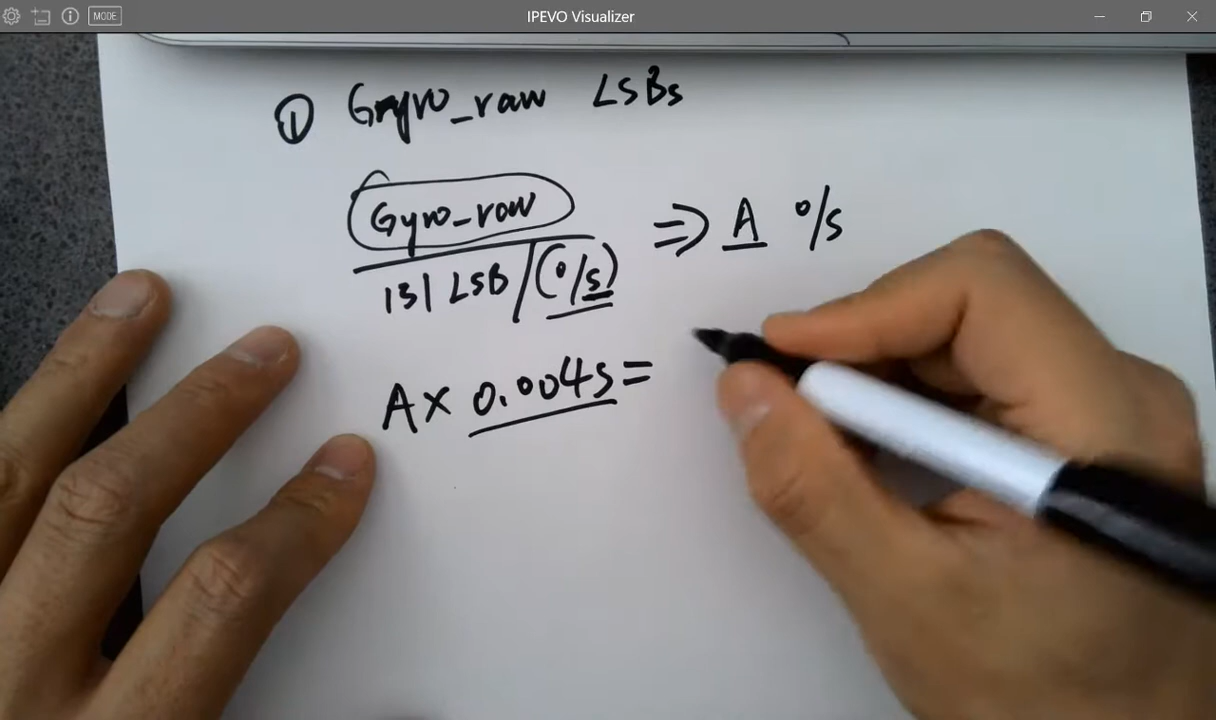 MODE
IPEVO Visualizer
① Gyro_raw LSBs
Gyro_raw
131 LSB/(°/s)
⇒ A °/s
A× 0.004s =